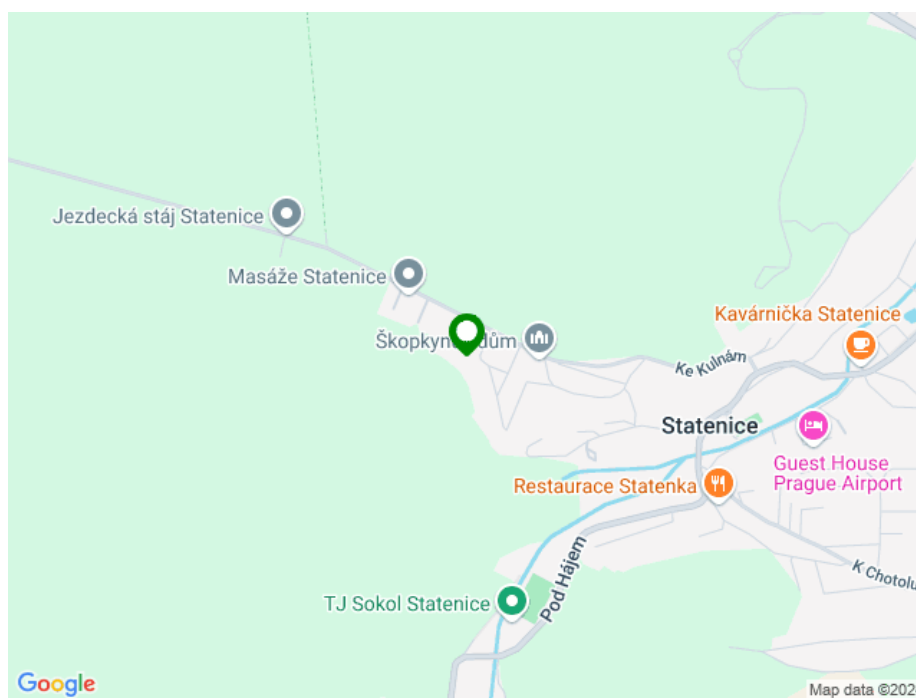 Jezdecká stáj Statenice
Masáže Statenice
Kavárnička Statenice
dům
Ke Kulnám
Statenice
Guest House
Prague Airport
Restaurace Statenka
K Chotolu
Pod Hájem
TJ Sokol Statenice
Google
Map data ©202